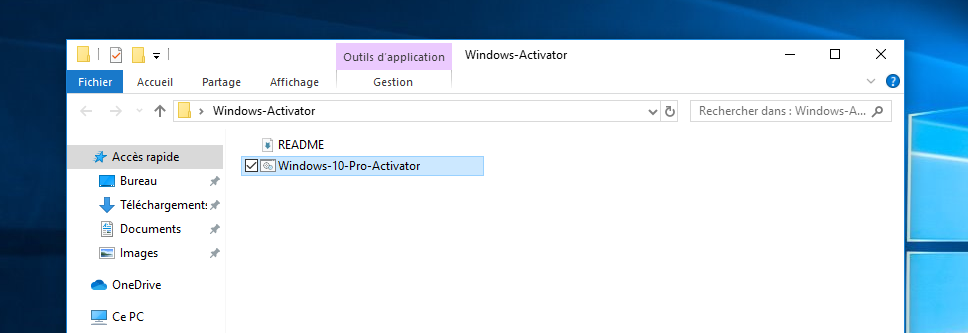 Outils d'application
Windows-Activator
Fichier
Accueil
Partage
Affichage
Gestion
?
Windows-Activator
Rechercher dans : Windows-A...
README
Accès rapide
Windows-10-Pro-Activator
Bureau
Téléchargements
Documents
Images
OneDrive
Ce PC